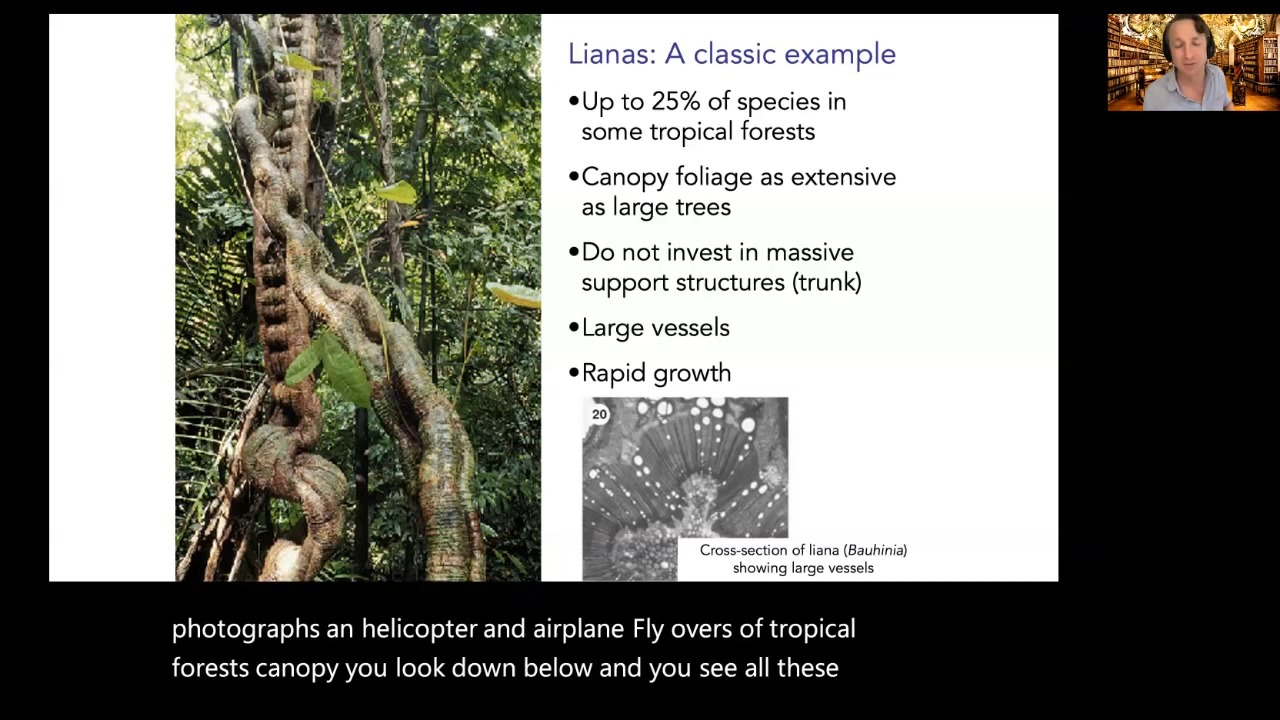 Lianas: A classic example
•Up to 25% of species in
some tropical forests
•Canopy foliage as extensive
as large trees
•Do not invest in massive
support structures (trunk)
•Large vessels
•Rapid growth
20
Cross-section of liana (Bauhinia)
showing large vessels
photographs an helicopter and airplane Fly overs of tropical
forests canopy you look down below and you see all these